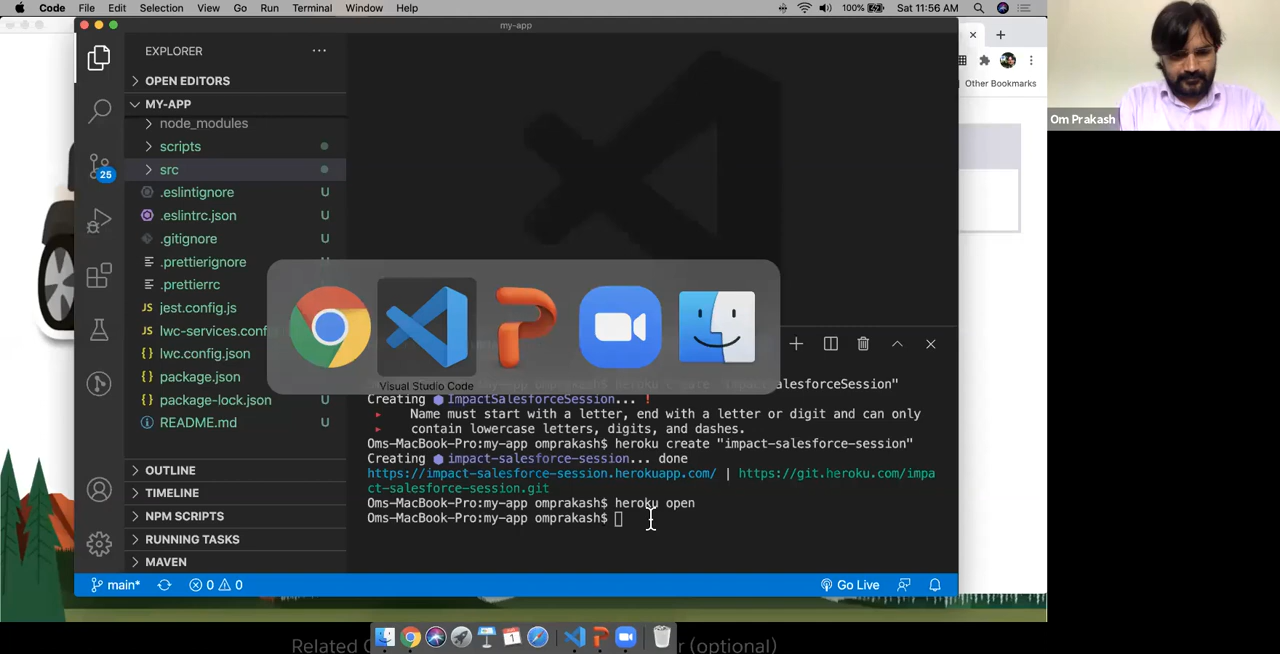 Code File Edit Selection View Go Run Terminal Window Help
100% Sat 11:56 AM
my-app
EXPLORER
OPEN EDITORS
MY-APP
node_modules
scripts
src
.eslintignore U
.eslintrc.json U
.gitignore U
.prettierignore U
.prettierrc
JS jest.config.js
JS lwc-services.conf
{} lwc.config.json
{} package.json
{} package-lock.json U
README.md U
OUTLINE
TIMELINE
NPM SCRIPTS
RUNNING TASKS
MAVEN
25
Visual Studio Code
heroku create "ImpactSalesforceSession"
Creating ImpactSalesforceSession... !
Name must start with a letter, end with a letter or digit and can only
contain lowercase letters, digits, and dashes.
Oms-MacBook-Pro:my-app omprakash$ heroku create "impact-salesforce-session"
Creating impact-salesforce-session... done
https://impact-salesforce-session.herokuapp.com/ | https://git.heroku.com/impa
ct-salesforce-session.git
Oms-MacBook-Pro:my-app omprakash$ heroku open
Oms-MacBook-Pro:my-app omprakash$
main* 0 0 Go Live
Other Bookmarks
Om Prakash
Related
r (optional)